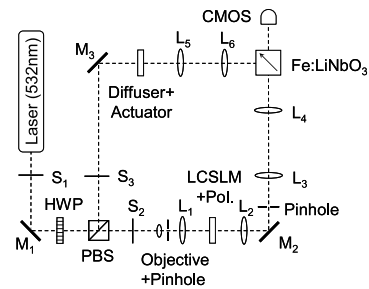 CMOS
M₃
L₅
L₆
Fe:LiNbO₃
Diffuser+
Actuator
Laser (532nm)
L₄
S₁
S₃
LCSLM
+Pol.
L₃
HWP
S₂
L₁
L₂
Pinhole
M₁
PBS
Objective
+Pinhole
M₂